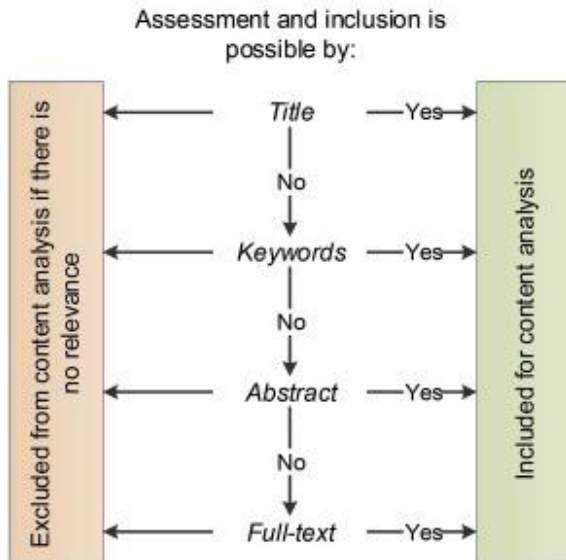 Assessment and inclusion is
possible by:
Excluded from content analysis if there is
no relevance
Title
Yes
No
Keywords
Yes
No
Abstract
Yes
No
Full-text
Yes
Included for content analysis